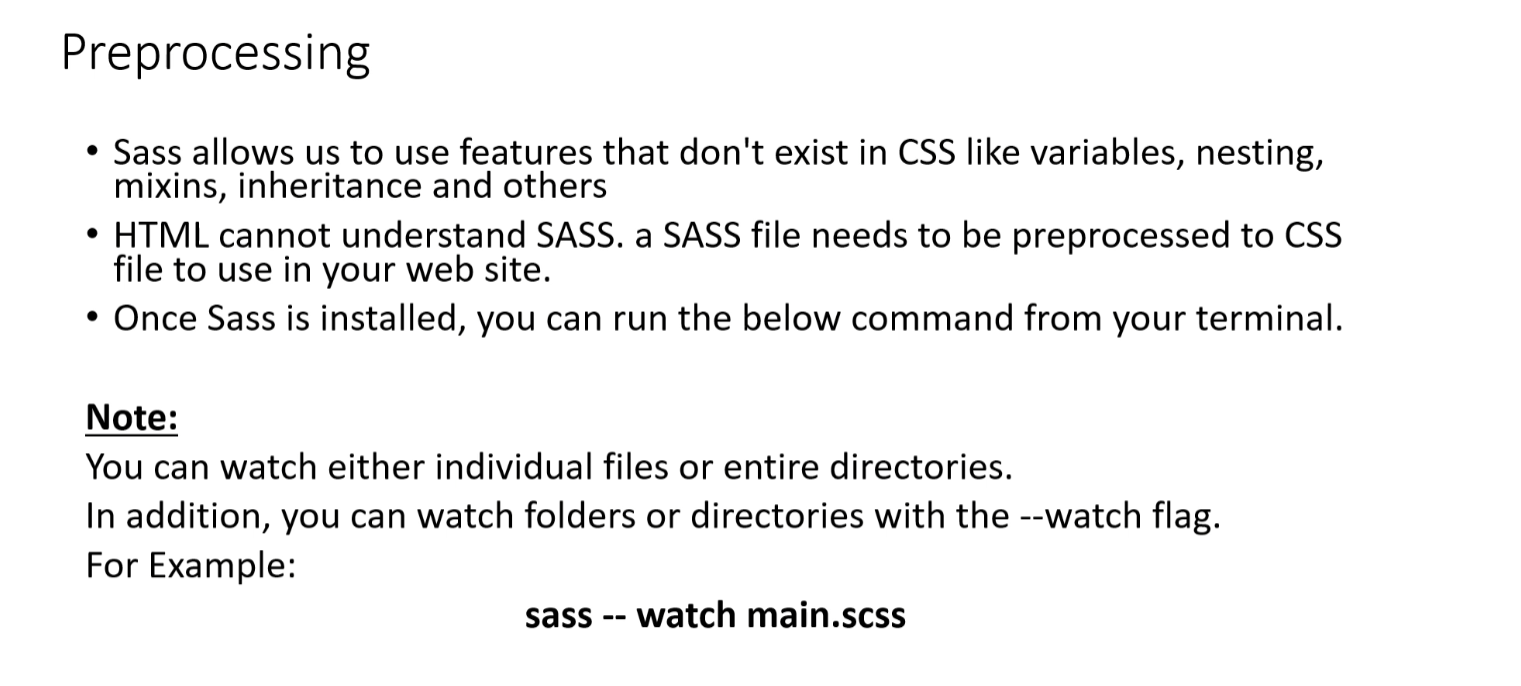 Preprocessing
• Sass allows us to use features that don't exist in CSS like variables, nesting,
mixins, inheritance and others
• HTML cannot understand SASS. a SASS file needs to be preprocessed to CSS
file to use in your web site.
• Once Sass is installed, you can run the below command from your terminal.
Note:
You can watch either individual files or entire directories.
In addition, you can watch folders or directories with the --watch flag.
For Example:
sass -- watch main.scss